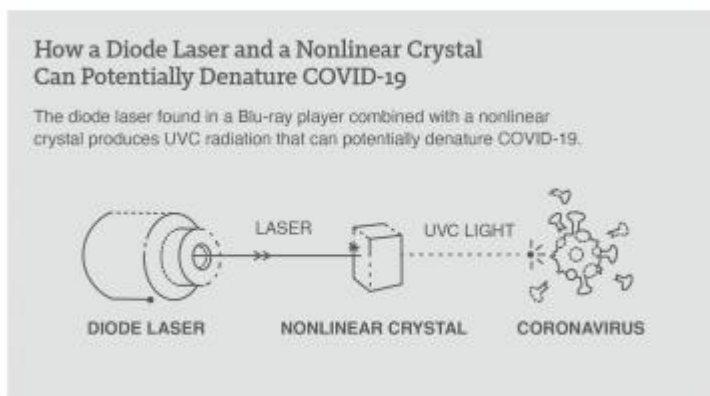 How a Diode Laser and a Nonlinear Crystal
Can Potentially Denature COVID-19
The diode laser found in a Blu-ray player combined with a nonlinear
crystal produces UVC radiation that can potentially denature COVID-19.
LASER
UVC LIGHT
DIODE LASER
NONLINEAR CRYSTAL
CORONAVIRUS